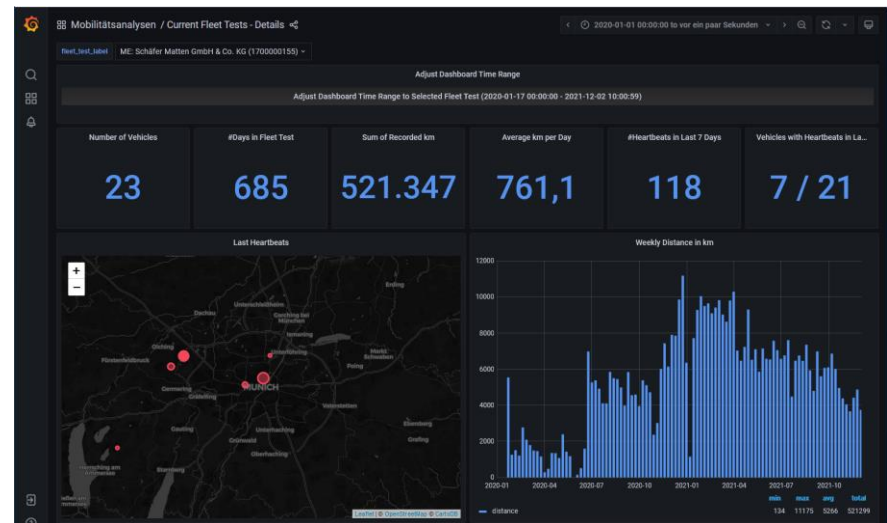 Mobilitätsanalysen / Current Fleet Tests - Details
2020-01-01 00:00:00 to vor ein paar Sekunden
fleet_test_label ME: Schäfer Matten GmbH & Co. KG (1700000155)
Adjust Dashboard Time Range
Adjust Dashboard Time Range to Selected Fleet Test (2020-01-17 00:00:00 - 2021-12-02 10:00:59)
Number of Vehicles
#Days in Fleet Test
Sum of Recorded km
Average km per Day
#Heartbeats in Last 7 Days
Vehicles with Heartbeats in La...
23
685
521.347
761,1
118
7 / 21
Last Heartbeats
+
−
Erding
Unterschleißheim
Dachau
Garching bei
München
Ismaning
Olching
Unterföhring
Markt
Schwaben
Fürstenfeldbruck
Poing
Germering
MUNICH
Gräfelfing
Vaterstetten
Gauting
Unterhaching
Ebersberg
Grünwald
Grafing
Oberhaching
Herrsching am
Ammersee
Starnberg
Leaflet | © OpenStreetMap © CartoDB
Weekly Distance in km
12000
10000
8000
6000
4000
2000
0
2020-01 2020-04 2020-07 2020-10 2021-01 2021-04 2021-07 2021-10
min max avg total
distance 134 11175 5266 521299